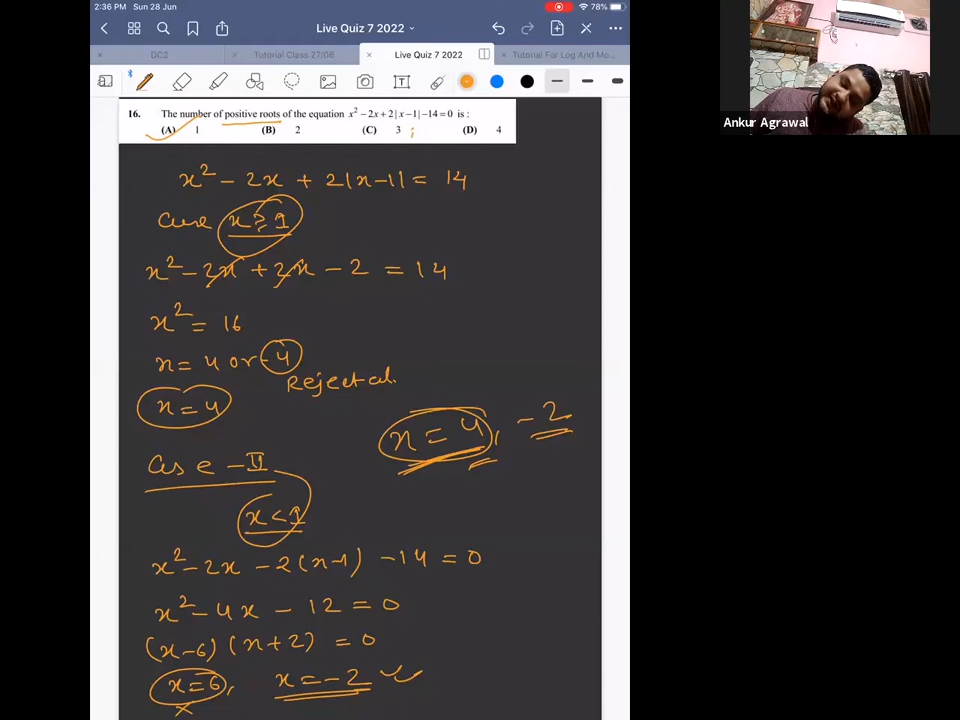 2:36 PM Sun 28 Jun 78%
Live Quiz 7 2022
DC2 Tutorial Class 27/06 Live Quiz 7 2022 Tutorial For Log And Mo...
16. The number of positive roots of the equation x² – 2x + 2 | x – 1 | – 14 = 0 is :
(A) 1 (B) 2 (C) 3 (D) 4
x² – 2x + 2|x–1| = 14
Case x ≥ 1
x² – 2x + 2x – 2 = 14
x² = 16
x = 4 or –4
Rejected.
x = 4
x = 4, –2
Case – II
x < 1
x² – 2x – 2(x–1) – 14 = 0
x² – 4x – 12 = 0
(x–6) (x+2) = 0
x = 6, x = –2
Ankur Agrawal